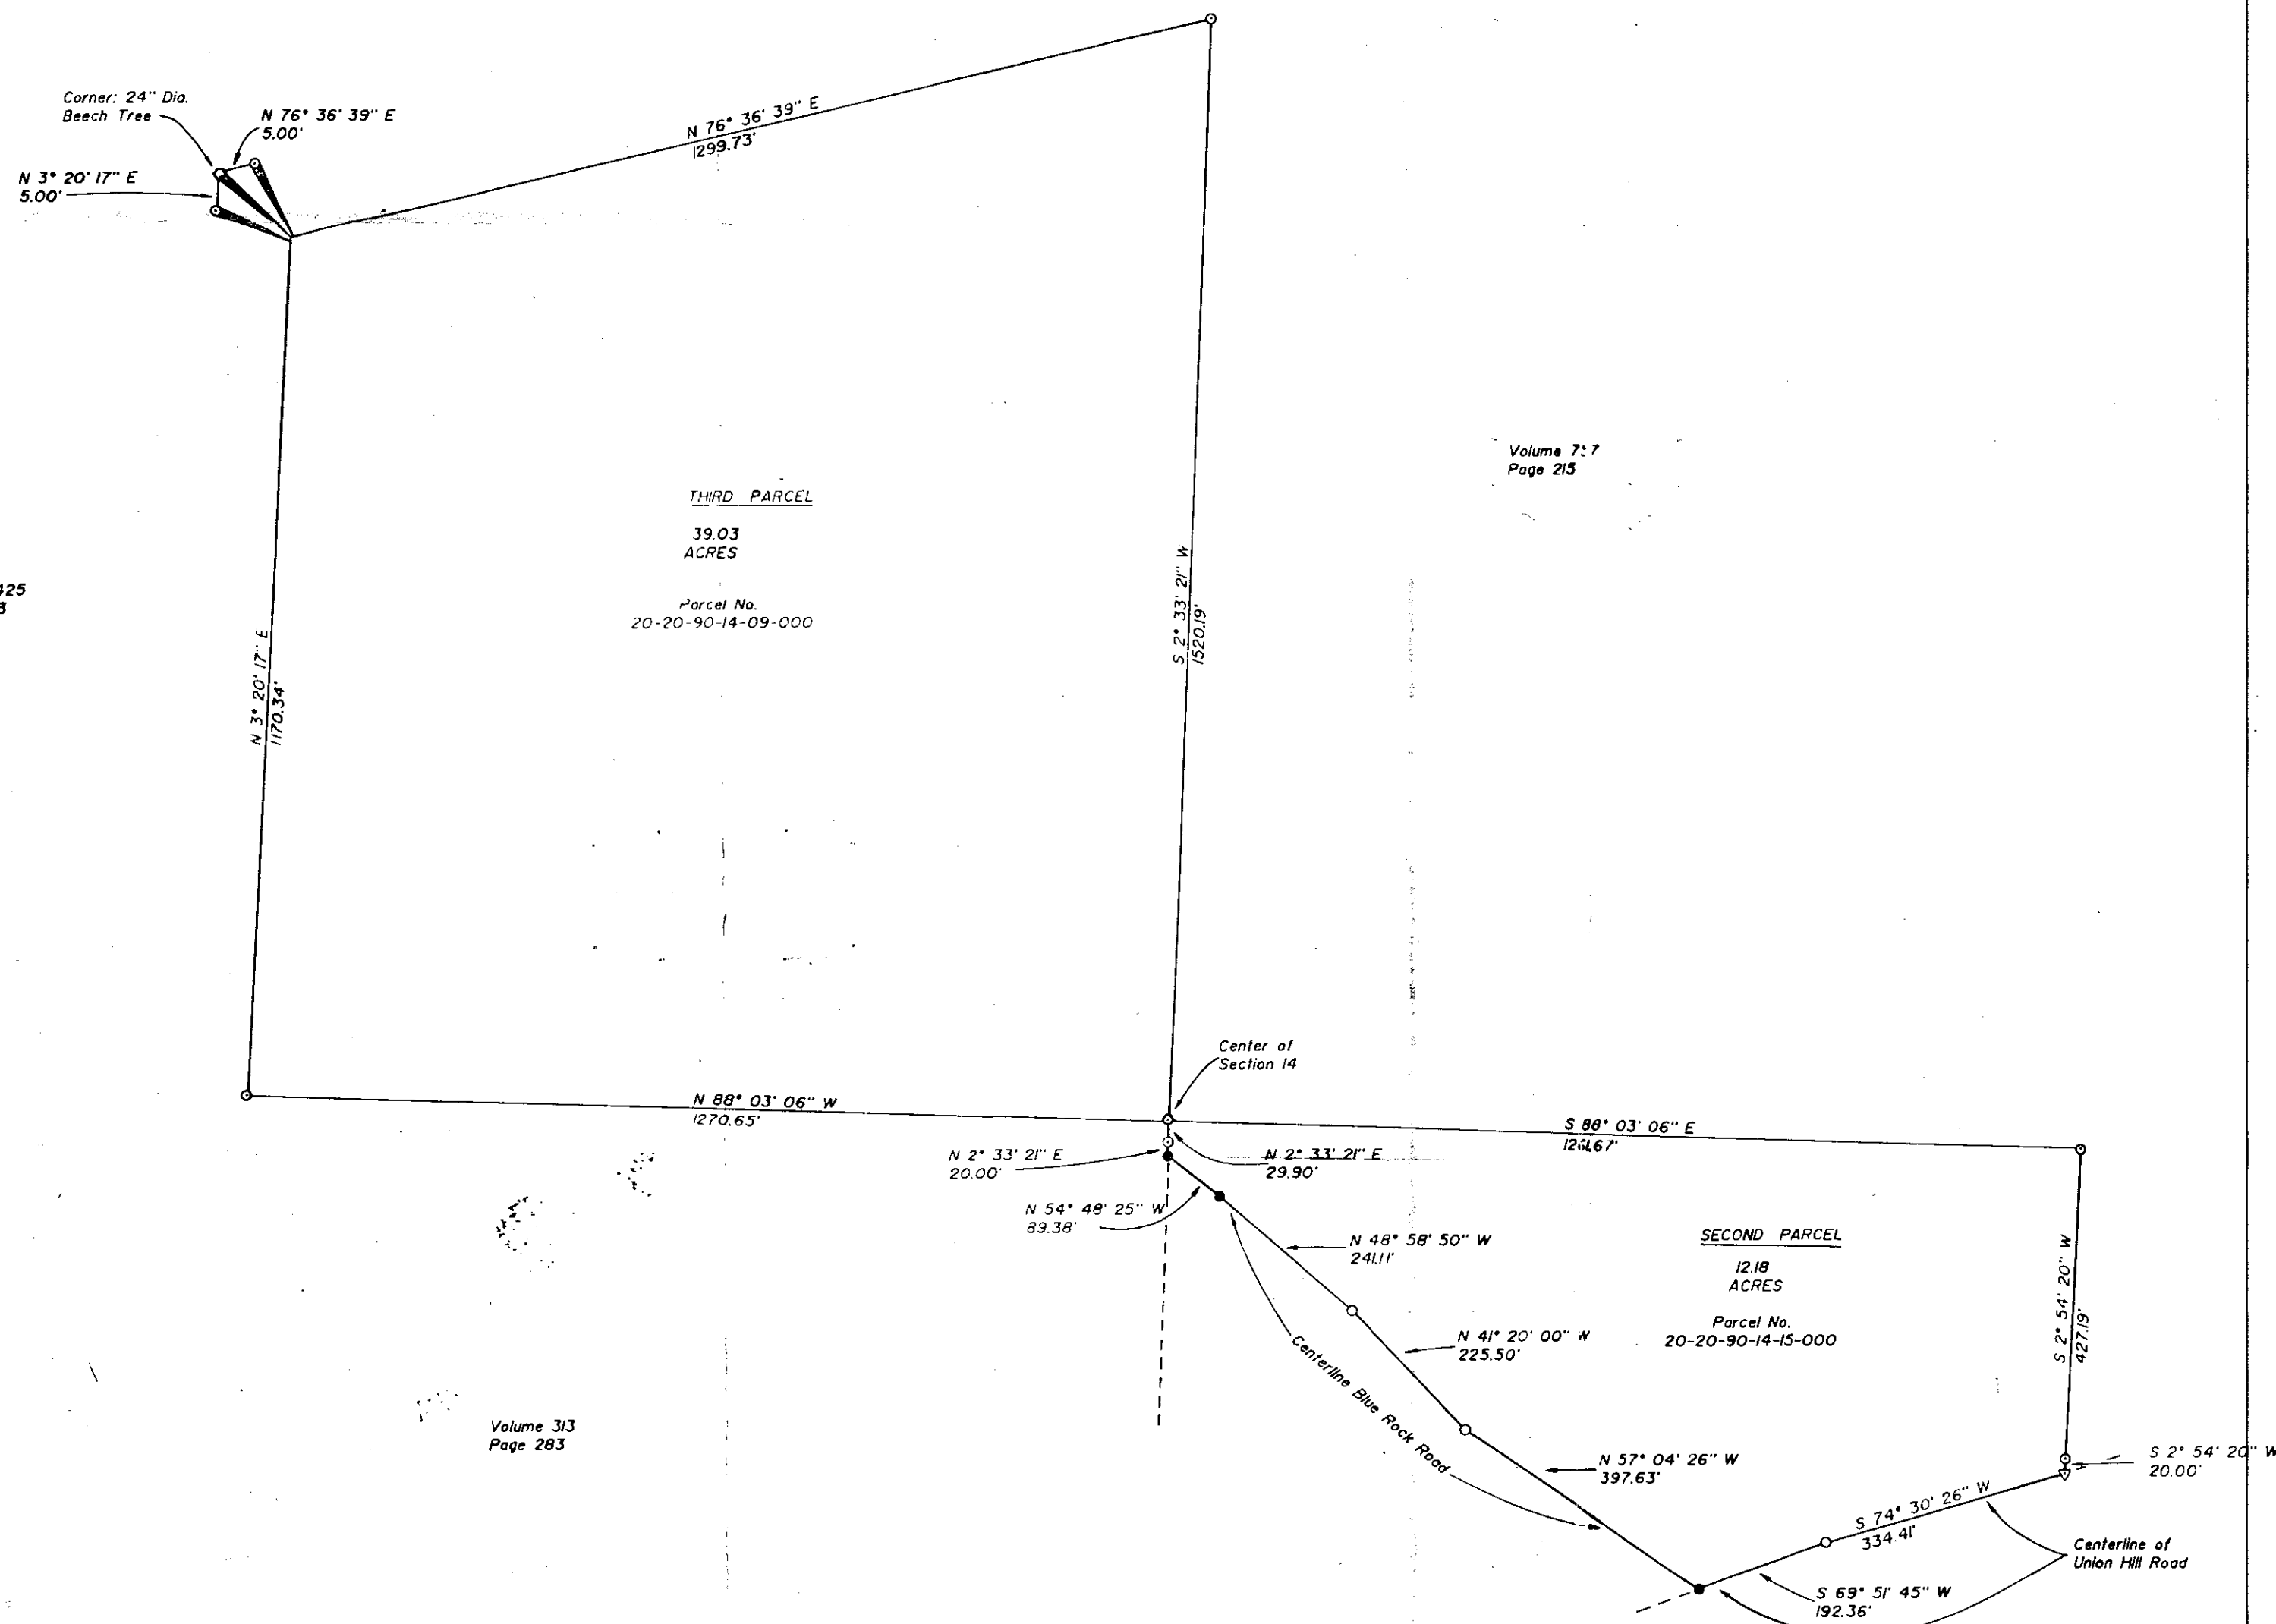 Corner: 24" Dia.
Beech Tree
N 76° 36' 39" E
5.00'
N 3° 20' 17" E
5.00'
N 76° 36' 39" E
1299.73'
Volume
Page 215
THIRD PARCEL
39.03
ACRES
Parcel No.
20-20-90-14-09-000
S 2° 33' 21" W
1520.19'
N 3° 20' 17" E
1170.34'
Center of
Section 14
N 88° 03' 06" W
1270.65'
S 88° 03' 06" E
1261.67'
N 2° 33' 21" E
20.00'
N 2° 33' 21" E
29.90'
N 54° 48' 25" W
89.38'
N 48° 58' 50" W
241.11'
SECOND PARCEL
12.18
ACRES
Parcel No.
20-20-90-14-15-000
S 2° 54' 20" W
427.19'
N 41° 20' 00" W
225.50'
Centerline Blue Rock Road
Volume 313
Page 283
N 57° 04' 26" W
397.63'
S 2° 54' 20" W
20.00'
S 74° 30' 26" W
334.41'
Centerline of
Union Hill Road
S 69° 51' 45" W
192.36'